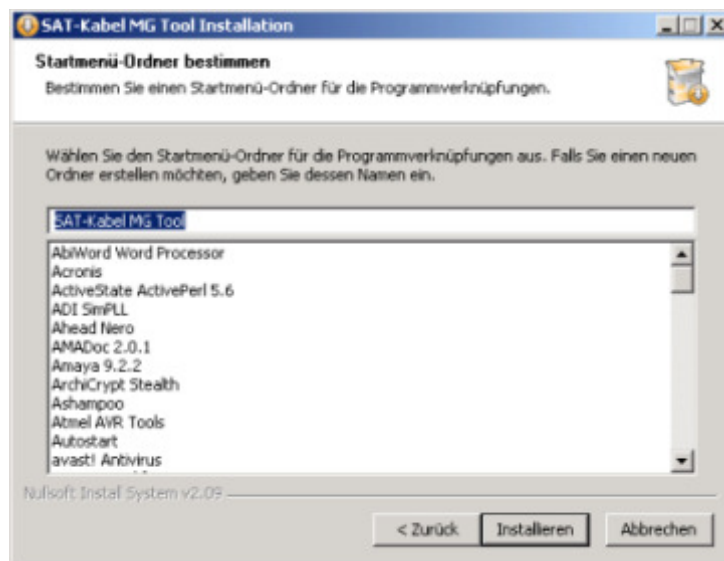 SAT-Kabel MG Tool Installation
Startmenü-Ordner bestimmen
Bestimmen Sie einen Startmenü-Ordner für die Programmverknüpfungen.
Wählen Sie den Startmenü-Ordner für die Programmverknüpfungen aus. Falls Sie einen neuen
Ordner erstellen möchten, geben Sie dessen Namen ein.
SAT-Kabel MG Tool
AbiWord Word Processor
Acronis
ActiveState ActivePerl 5.6
ADI SimPLL
Ahead Nero
AMADoc 2.0.1
Amaya 9.2.2
ArchiCrypt Stealth
Ashampoo
Atmel AVR Tools
Autostart
avast! Antivirus
Nullsoft Install System v2.09
< Zurück
Installieren
Abbrechen